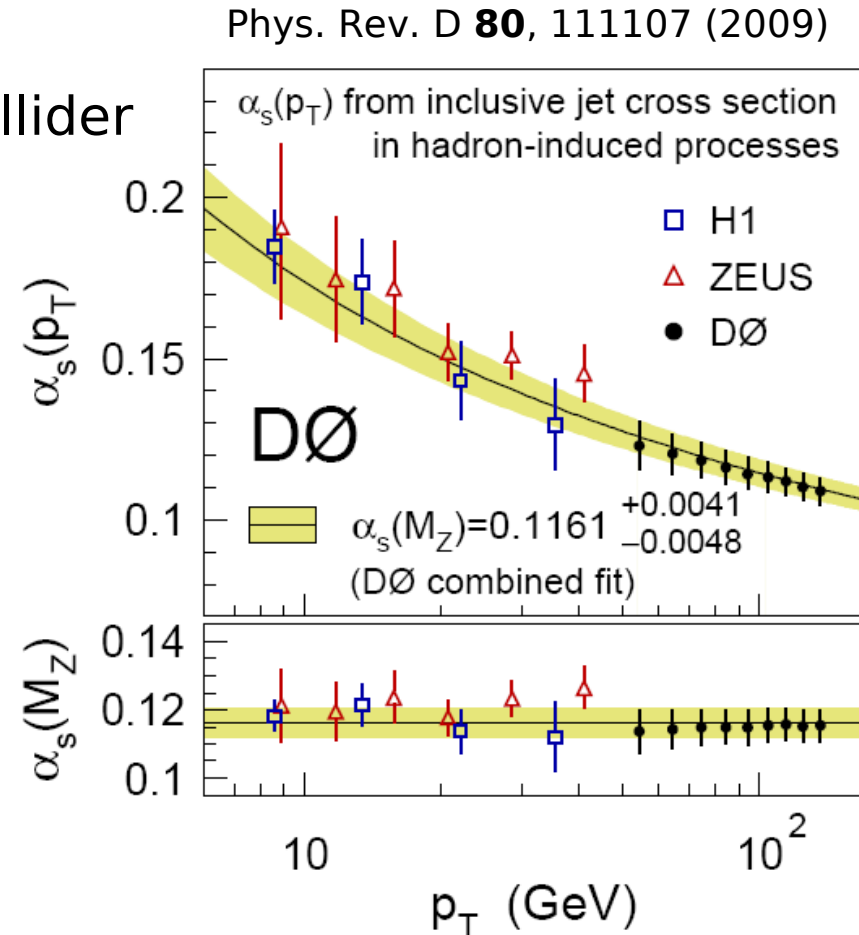 Phys. Rev. D 80, 111107 (2009)
llider
αs(pT) from inclusive jet cross section
in hadron-induced processes
H1
ZEUS
DØ
αs(pT)
0.2
0.15
0.1
DØ
αs(MZ)=0.1161 +0.0041 −0.0048
(DØ combined fit)
αs(MZ)
0.14
0.12
0.1
10
10²
pT (GeV)